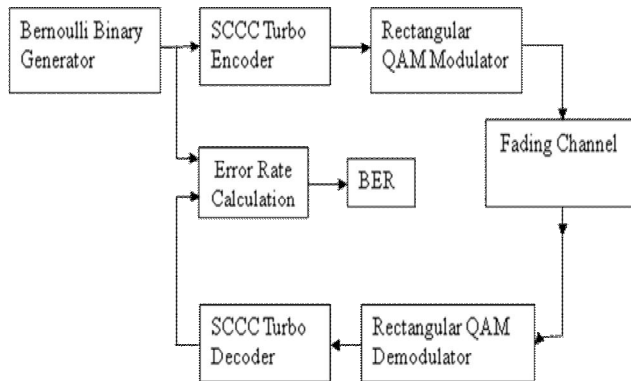 Bernoulli Binary
Generator
SCCC Turbo
Encoder
Rectangular
QAM Modulator
Fading Channel
Error Rate
Calculation
BER
SCCC Turbo
Decoder
Rectangular QAM
Demodulator